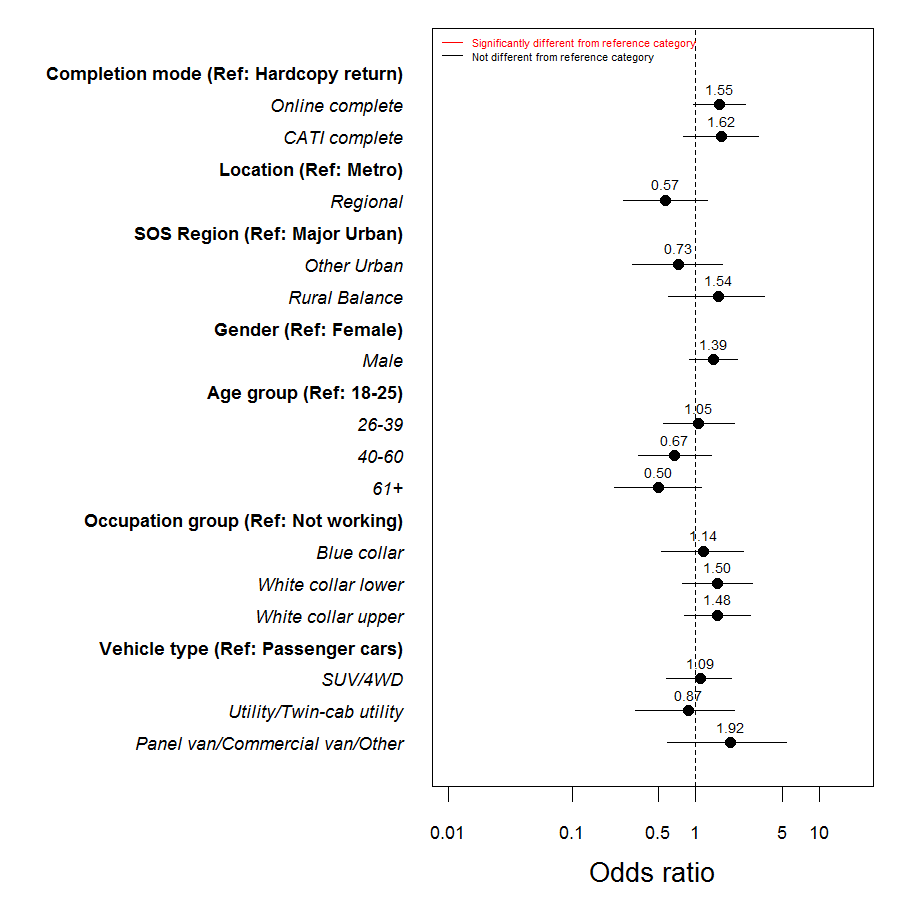 Significantly different from reference category
Not different from reference category
Completion mode (Ref: Hardcopy return)
Online complete 1.55
CATI complete 1.62
Location (Ref: Metro)
Regional 0.57
SOS Region (Ref: Major Urban)
Other Urban 0.73
Rural Balance 1.54
Gender (Ref: Female)
Male 1.39
Age group (Ref: 18-25)
26-39 1.05
40-60 0.67
61+ 0.50
Occupation group (Ref: Not working)
Blue collar 1.14
White collar lower 1.50
White collar upper 1.48
Vehicle type (Ref: Passenger cars)
SUV/4WD 1.09
Utility/Twin-cab utility 0.87
Panel van/Commercial van/Other 1.92
0.01 0.1 0.5 1 5 10
Odds ratio